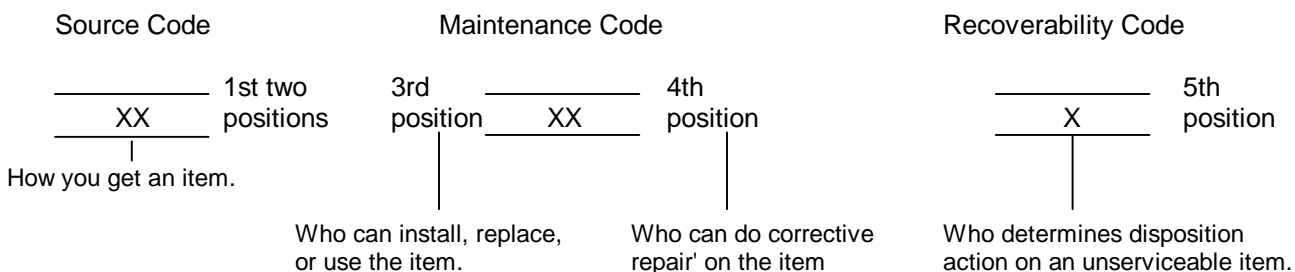 Source Code
Maintenance Code
Recoverability Code
XX
1st two
positions
3rd
position
XX
4th
position
X
5th
position
How you get an item.
Who can install, replace,
or use the item.
Who can do corrective
repair' on the item
Who determines disposition
action on an unserviceable item.